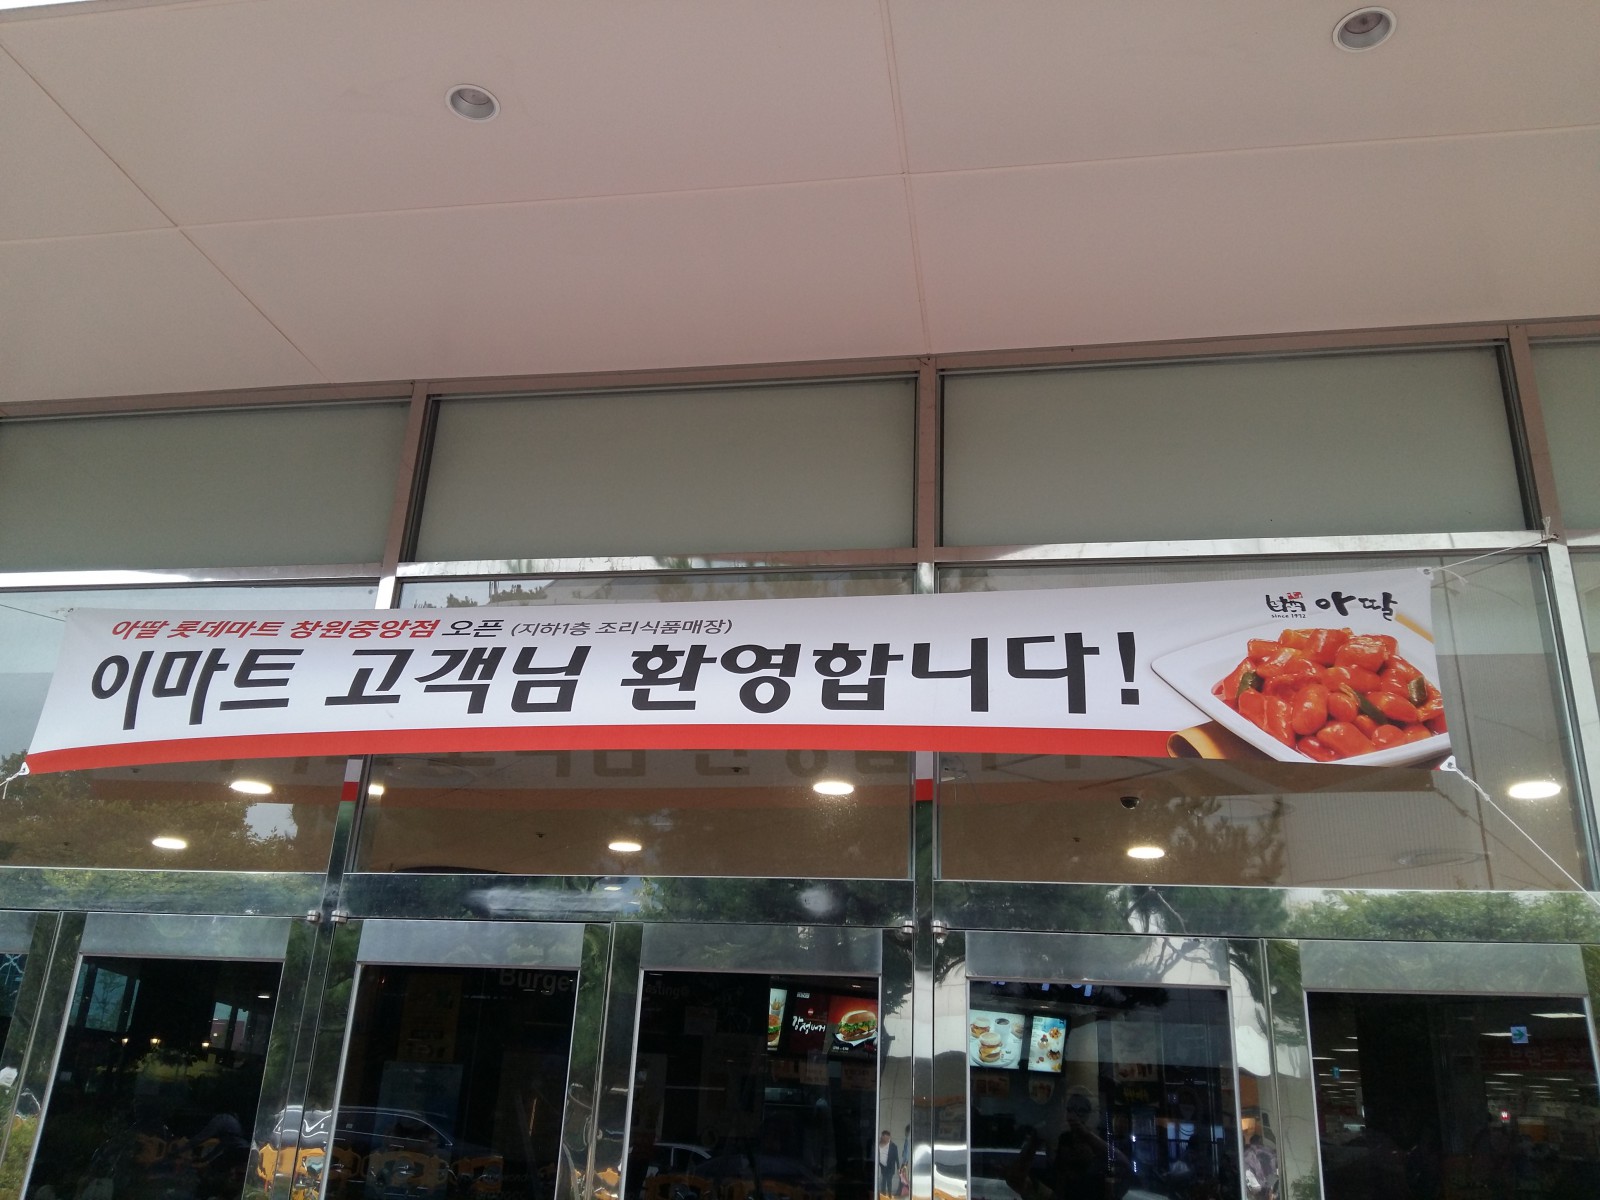 아딸 롯데마트 창원중앙점 오픈 (지하1층 조리식품매장)
이마트 고객님 환영합니다!
아딸
since 1972
Burge